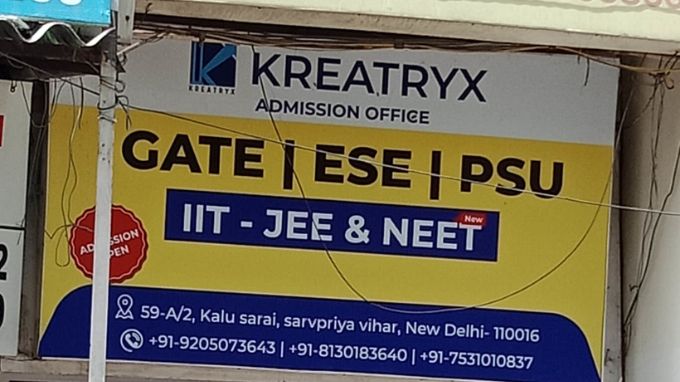 KREATRYX
KREATRYX
ADMISSION OFFICE
GATE | ESE | PSU
New
IIT - JEE & NEET
ADMISSION
OPEN
59-A/2, Kalu sarai, sarvpriya vihar, New Delhi- 110016
+91-9205073643 | +91-8130183640 | +91-7531010837